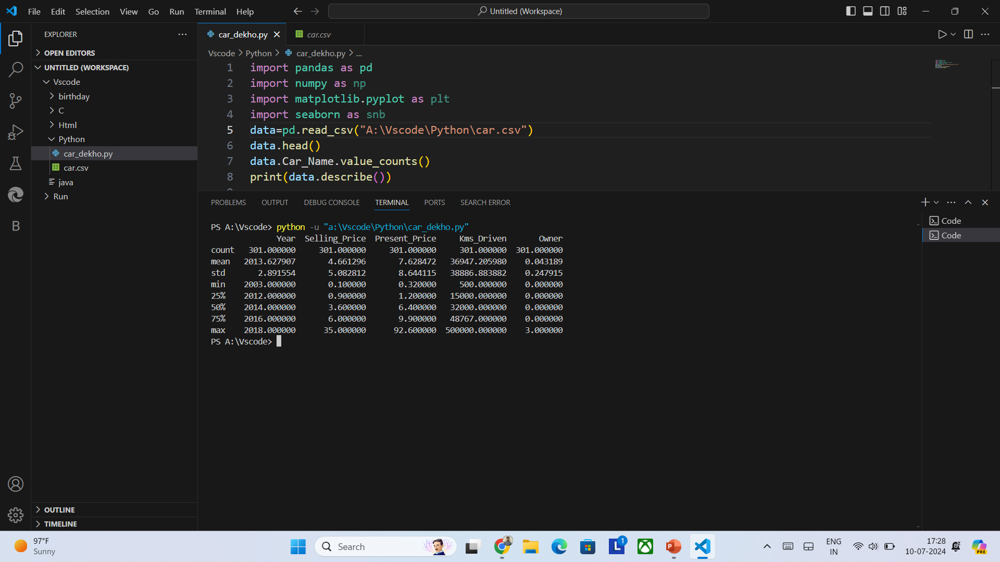 File Edit Selection View Go Run Terminal Help
Untitled (Workspace)
EXPLORER
OPEN EDITORS
UNTITLED (WORKSPACE)
Vscode
birthday
C
Html
Python
car_dekho.py
car.csv
java
Run
OUTLINE
TIMELINE
B
car_dekho.py
car.csv
Vscode > Python > car_dekho.py > ...
1 import pandas as pd
2 import numpy as np
3 import matplotlib.pyplot as plt
4 import seaborn as snb
5 data=pd.read_csv("A:\Vscode\Python\car.csv")
6 data.head()
7 data.Car_Name.value_counts()
8 print(data.describe())
PROBLEMS OUTPUT DEBUG CONSOLE TERMINAL PORTS SEARCH ERROR
Code
Code
PS A:\Vscode> python -u "a:\Vscode\Python\car_dekho.py"
Year Selling_Price Present_Price Kms_Driven Owner
count 301.000000 301.000000 301.000000 301.000000 301.000000
mean 2013.627907 4.661296 7.628472 36947.205980 0.043189
std 2.891554 5.082812 8.644115 38886.883882 0.247915
min 2003.000000 0.100000 0.320000 500.000000 0.000000
25% 2012.000000 0.900000 1.200000 15000.000000 0.000000
50% 2014.000000 3.600000 6.400000 32000.000000 0.000000
75% 2016.000000 6.000000 9.900000 48767.000000 0.000000
max 2018.000000 35.000000 92.600000 500000.000000 3.000000
PS A:\Vscode>
97°F
Sunny
Search
L
1
P
ENG
IN
17:28
10-07-2024
PRE